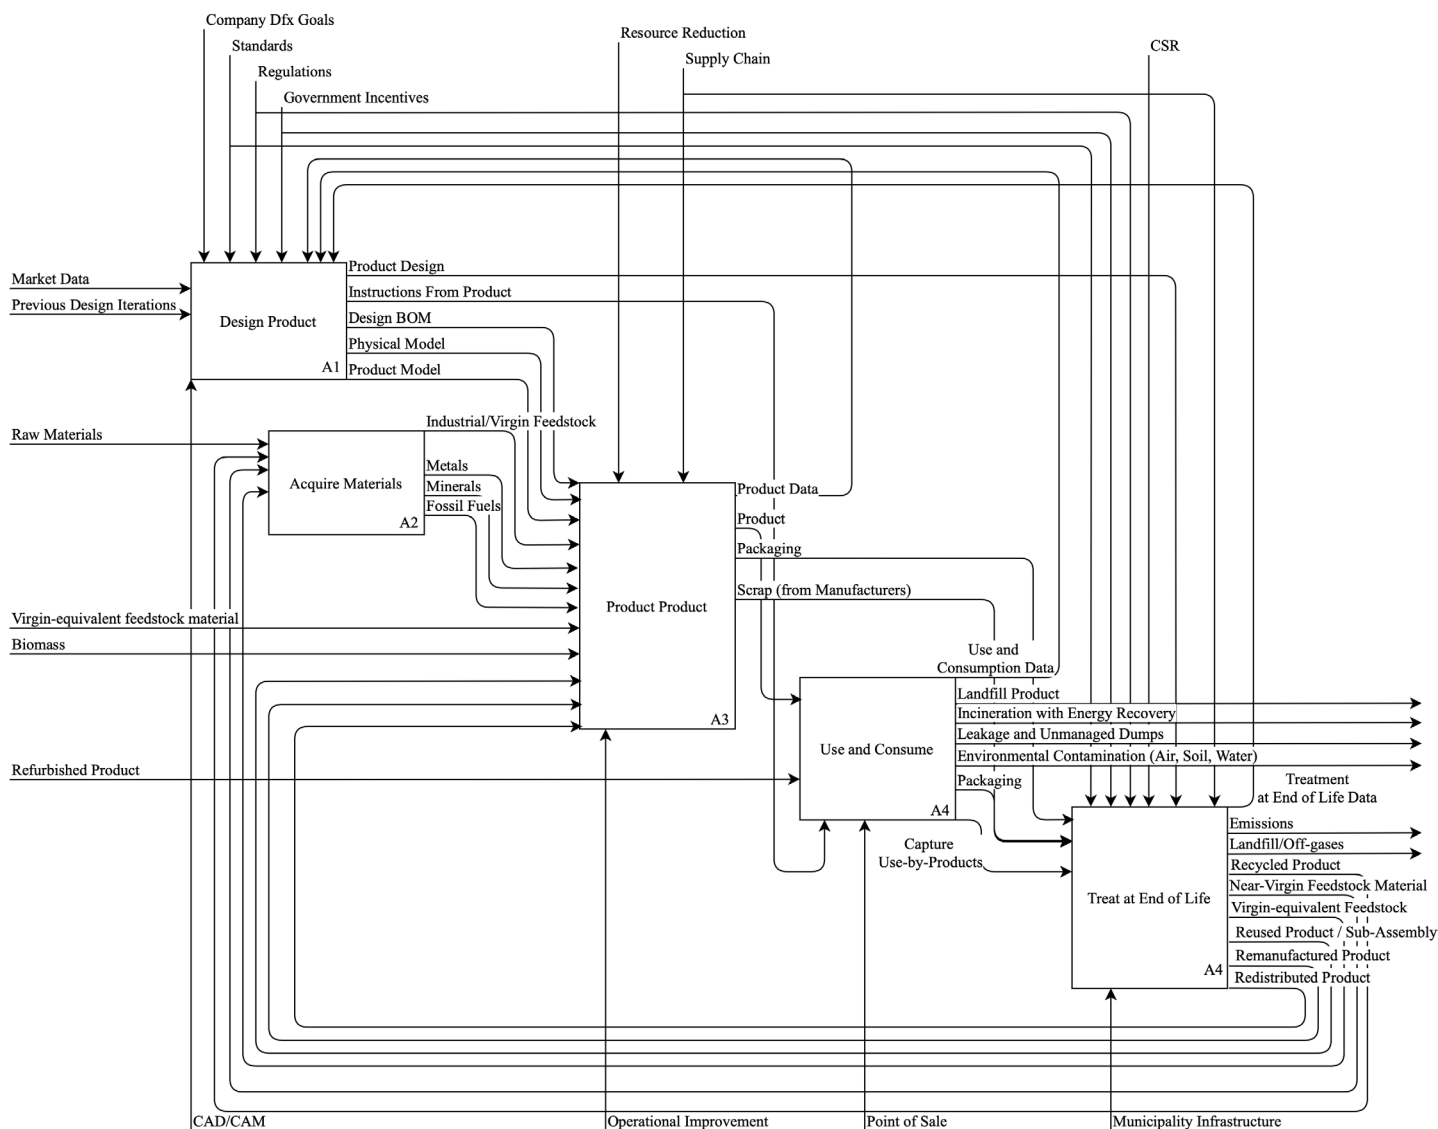 Company Dfx Goals
Standards
Regulations
Government Incentives
Resource Reduction
Supply Chain
CSR
Market Data
Previous Design Iterations
Design Product
A1
Product Design
Instructions From Product
Design BOM
Physical Model
Product Model
Raw Materials
Acquire Materials
A2
Industrial/Virgin Feedstock
Metals
Minerals
Fossil Fuels
Virgin-equivalent feedstock material
Biomass
Product Product
A3
Product Data
Product
Packaging
Scrap (from Manufacturers)
Refurbished Product
Use and Consume
A4
Use and
Consumption Data
Landfill Product
Incineration with Energy Recovery
Leakage and Unmanaged Dumps
Environmental Contamination (Air, Soil, Water)
Packaging
Capture
Use-by-Products
Treatment
at End of Life Data
Treat at End of Life
A4
Emissions
Landfill/Off-gases
Recycled Product
Near-Virgin Feedstock Material
Virgin-equivalent Feedstock
Reused Product / Sub-Assembly
Remanufactured Product
Redistributed Product
CAD/CAM
Operational Improvement
Point of Sale
Municipality Infrastructure